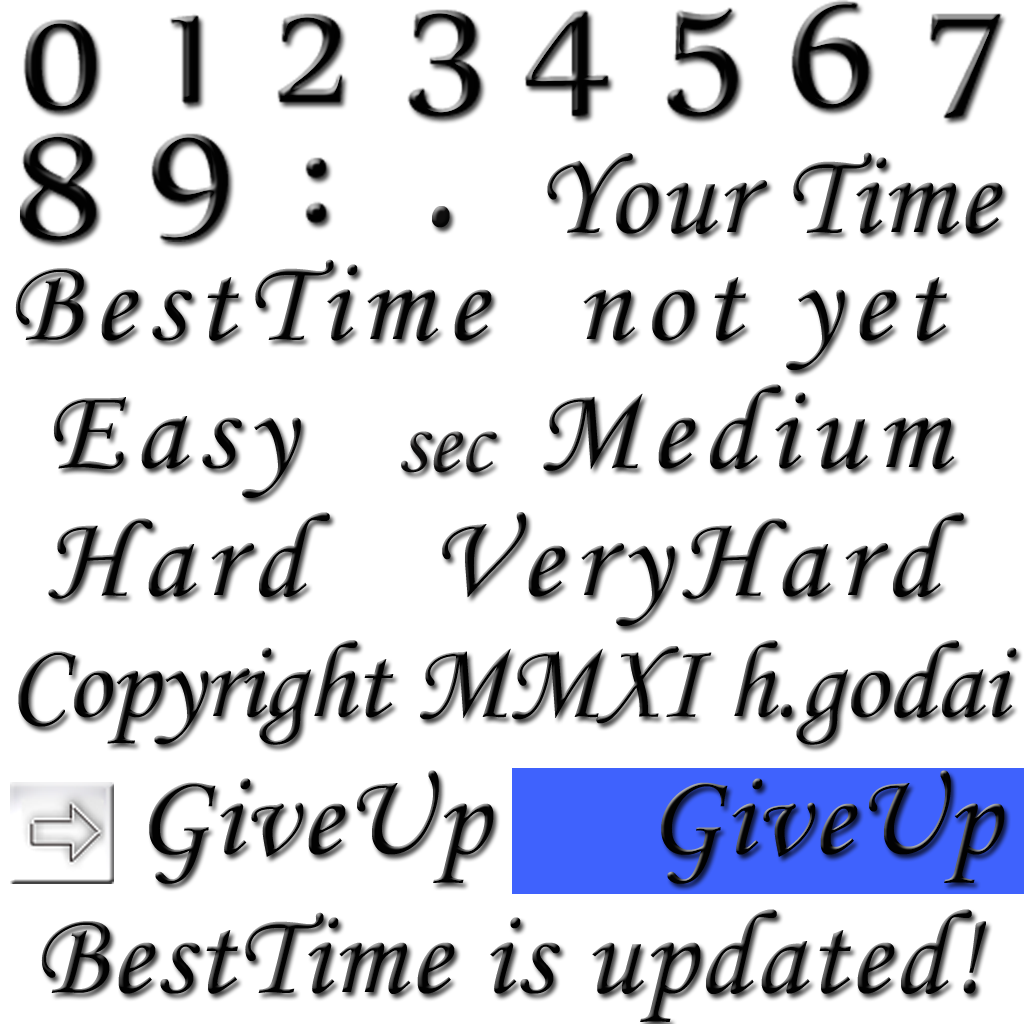 0 1 2 3 4 5 6 7
8 9 : . Your Time
BestTime not yet
Easy sec Medium
Hard VeryHard
Copyright MMXI h.godai
GiveUp GiveUp
BestTime is updated!